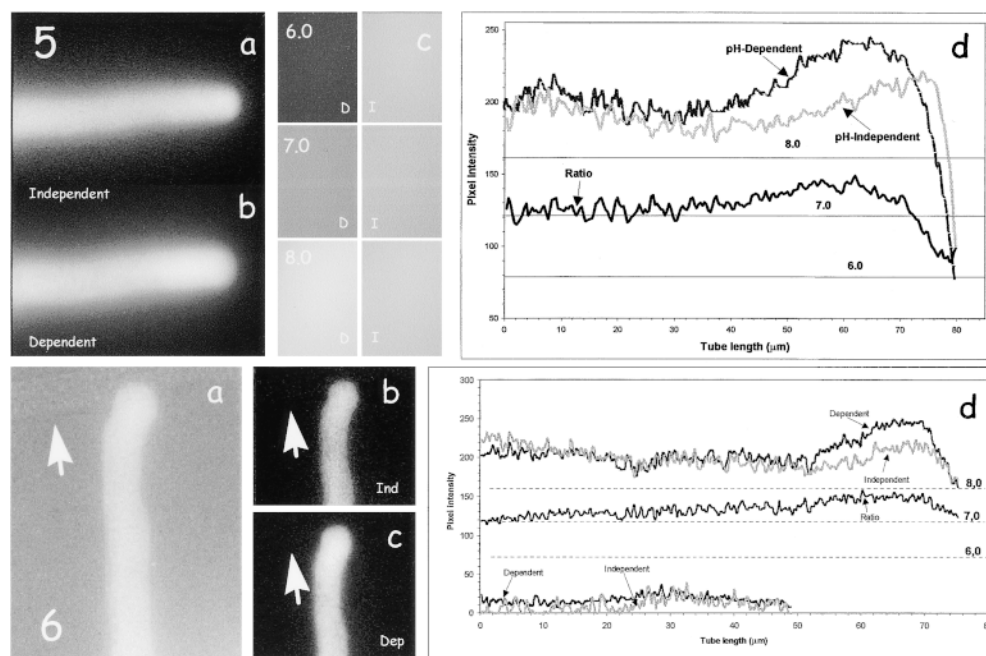 5
a
Independent
b
Dependent
6.0
c
D
I
7.0
D
I
8.0
D
I
d
250
200
150
100
50
Pixel Intensity
pH-Dependent
pH-Independent
8.0
Ratio
7.0
6.0
0 10 20 30 40 50 60 70 80
Tube length (µm)
a
6
b
Ind
c
Dep
d
300
250
200
150
100
50
0
Pixel Intensity
Dependent
Independent
8,0
7,0
Ratio
6,0
Dependent
Independent
0 10 20 30 40 50 60 70 80
Tube length (µm)